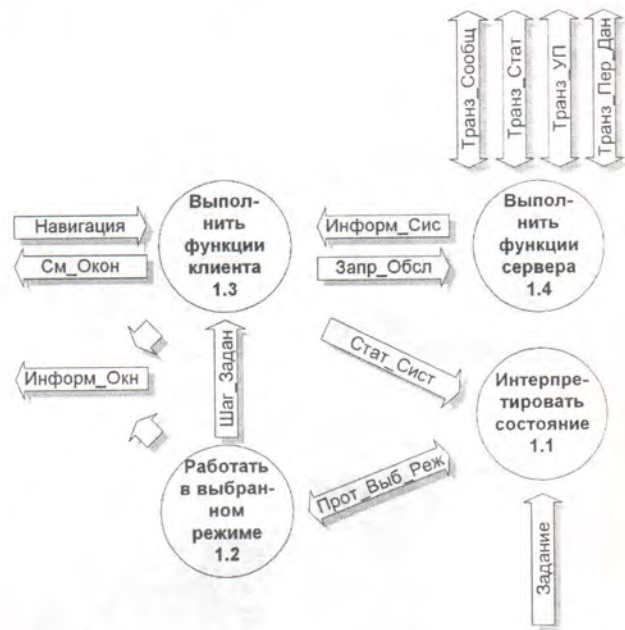 Транз_Сообщ
Транз_Стат
Транз_УП
Транз_Пер_Дан
Выпол-
нить
функции
клиента
1.3
Выпол-
нить
функции
сервера
1.4
Навигация
См_Окон
Информ_Сис
Запр_Обсл
Информ_Окн
Шаг_Задан
Стат_Сист
Интерпре-
тировать
состояние
1.1
Работать
в выбран-
ном
режиме
1.2
Прот_Выб_Реж
Задание